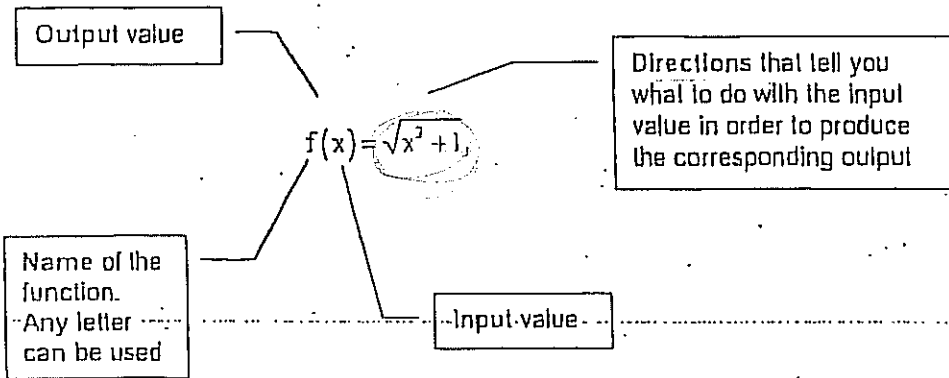 Output value
Directions that tell you
what to do with the input
value in order to produce
the corresponding output
f(x)=√x³+1
Name of the
function.
Any letter
can be used
Input value